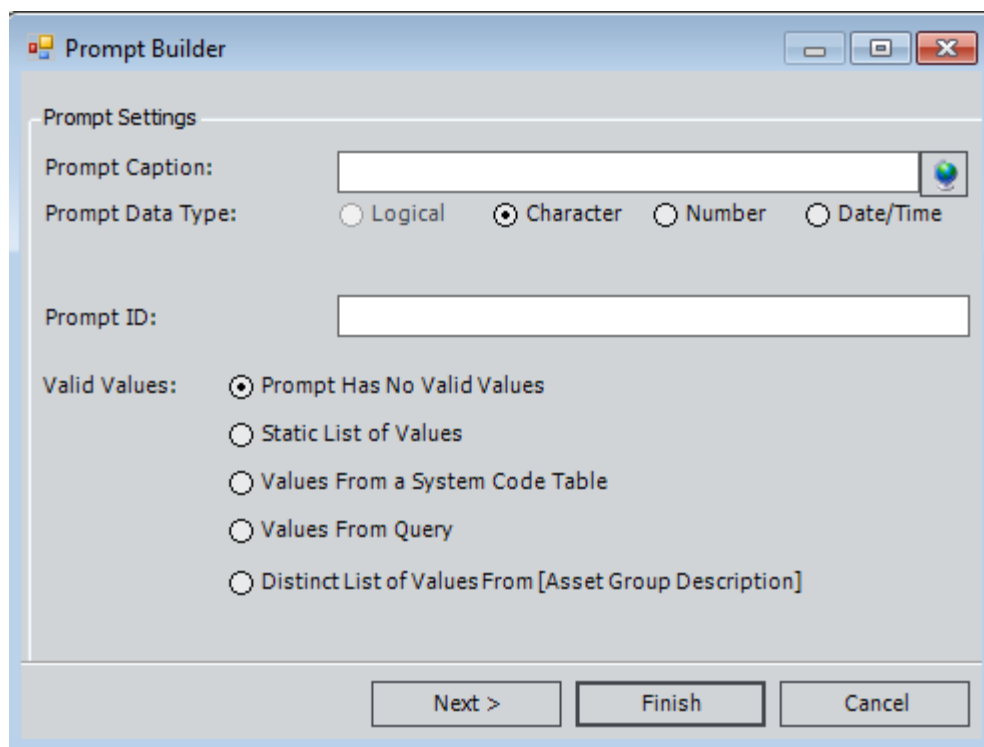 Prompt Builder
Prompt Settings
Prompt Caption:
Prompt Data Type: Logical Character Number Date/Time
Prompt ID:
Valid Values: Prompt Has No Valid Values
Static List of Values
Values From a System Code Table
Values From Query
Distinct List of Values From [Asset Group Description]
Next > Finish Cancel